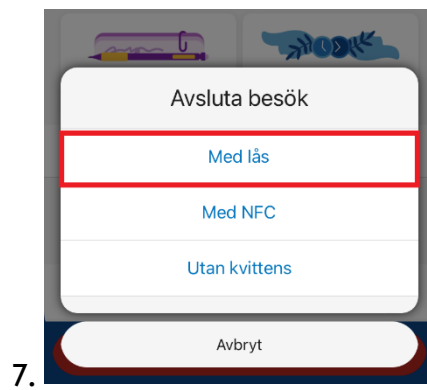 Avsluta besök
Med lås
Med NFC
Utan kvittens
Avbryt
7.